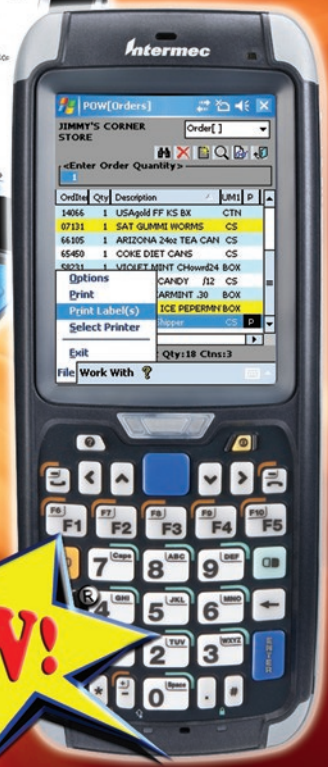 Intermec
POW[Orders]
JIMMY'S CORNER STORE
Order[ ]
<Enter Order Quantity>
1
OrdIter Qty Description UM1 P
14066 1 USAgold FF KS BX CTN
07131 1 SAT GUMMI WORMS CS
66105 1 ARIZONA 24oz TEA CAN CS
65450 1 COKE DIET CANS CS
58231 1 VIOLET MINT CHowrd24 BOX
CANDY /12 CS
EARMINT .30 BOX
ICE PEPERMN BOX
Shipper CS P
Options
Print
Print Label(s)
Select Printer
Exit
Qty:18 Ctns:3
File Work With ?
?
F6 F1 F7 F2 F8 F3 F9 F4 F10 F5
7 Caps 8 ABC 9 DEF
® 4 GHI 5 JKL 6 MNO
2 TUV 3 WXYZ ENTER
* 0 Space . #
W!